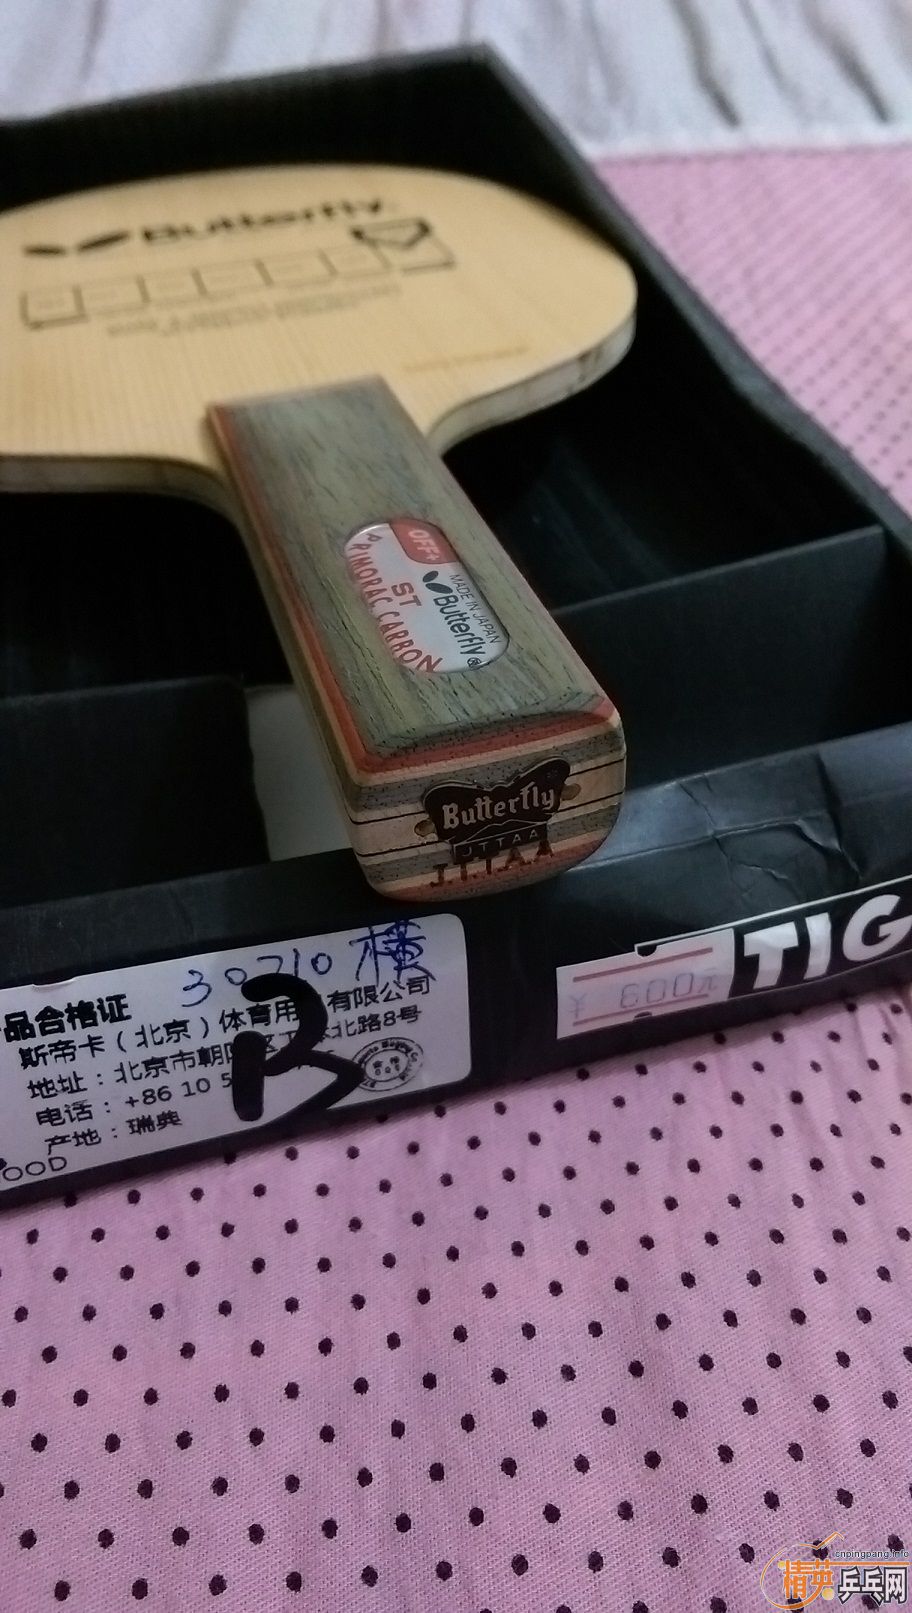 Butterfly
OFF+
MADE IN JAPAN
Butterfly
ST
PRIMORAC CARBON
Butterfly
JTTAA
J.T.T.A.A
30710 横
品合格证
斯帝卡（北京）体育用 有限公司
地址：北京市朝 北路8号
电话：+86 10 5
产地：瑞典
OOD
B
¥ 600元
TIG
cnpingpang.info
精英乒乓网